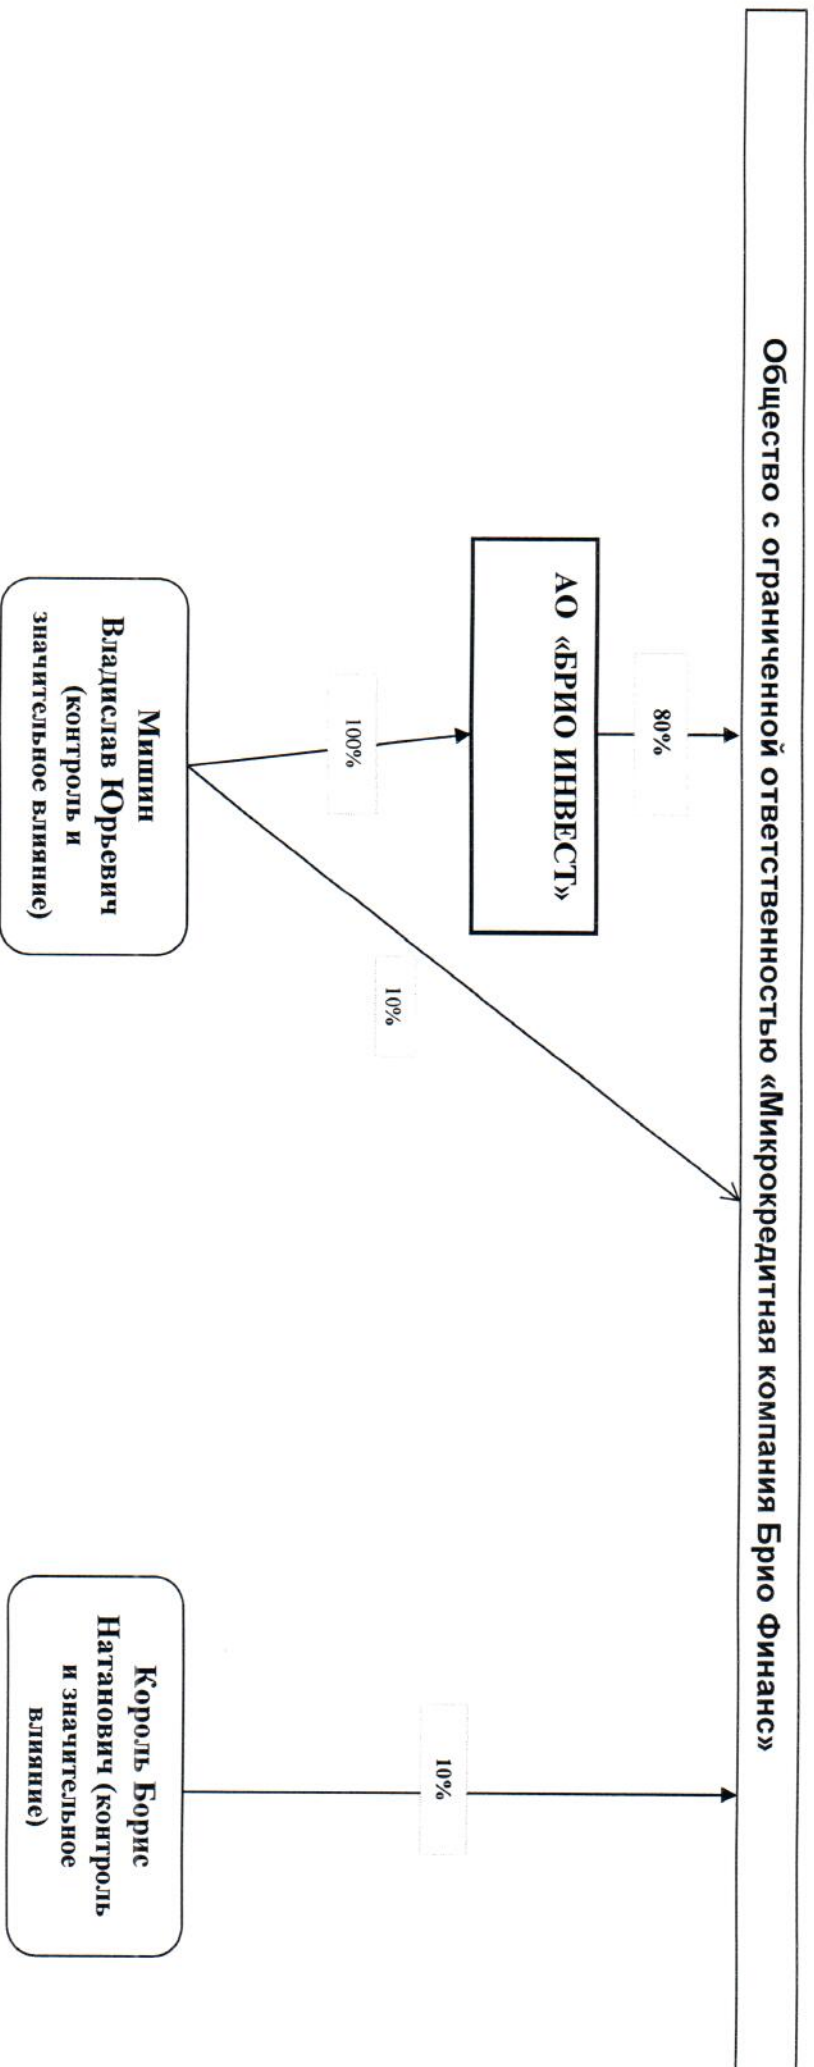 Общество с ограниченной ответственностью «Микрокредитная компания Брио Финанс»
80%
АО «БРИО ИНВЕСТ»
100%
10%
10%
Мишин
Владислав Юрьевич
(контроль и
значительное влияние)
Король Борис
Натанович (контроль
и значительное
влияние)